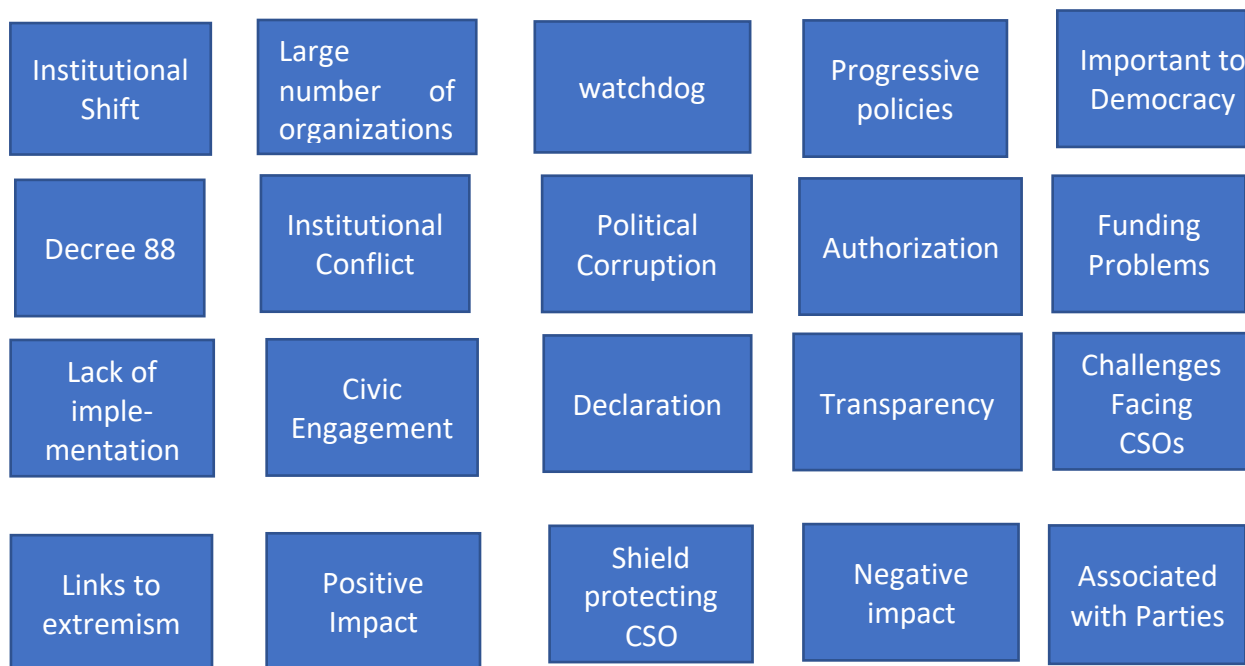 Institutional
Shift
Large
number of
organizations
watchdog
Progressive
policies
Important to
Democracy
Decree 88
Institutional
Conflict
Political
Corruption
Authorization
Funding
Problems
Lack of
imple-
mentation
Civic
Engagement
Declaration
Transparency
Challenges
Facing
CSOs
Links to
extremism
Positive
Impact
Shield
protecting
CSO
Negative
impact
Associated
with Parties